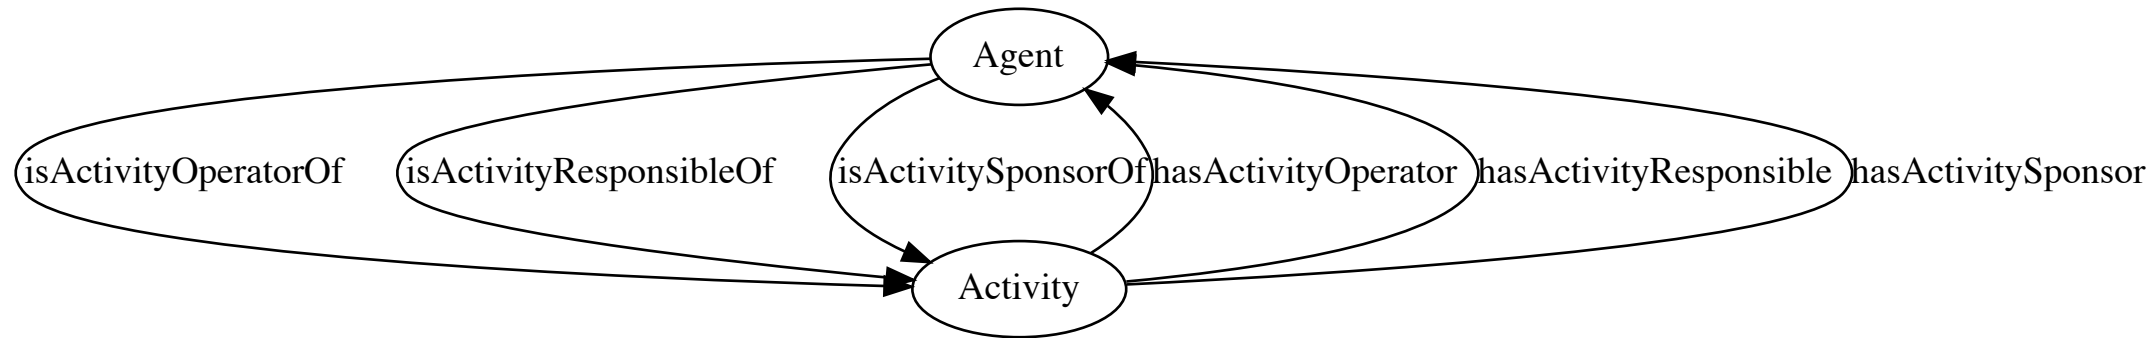 Agent
isActivityOperatorOf
isActivityResponsibleOf
isActivitySponsorOf
hasActivityOperator
hasActivityResponsible
hasActivitySponsor
Activity